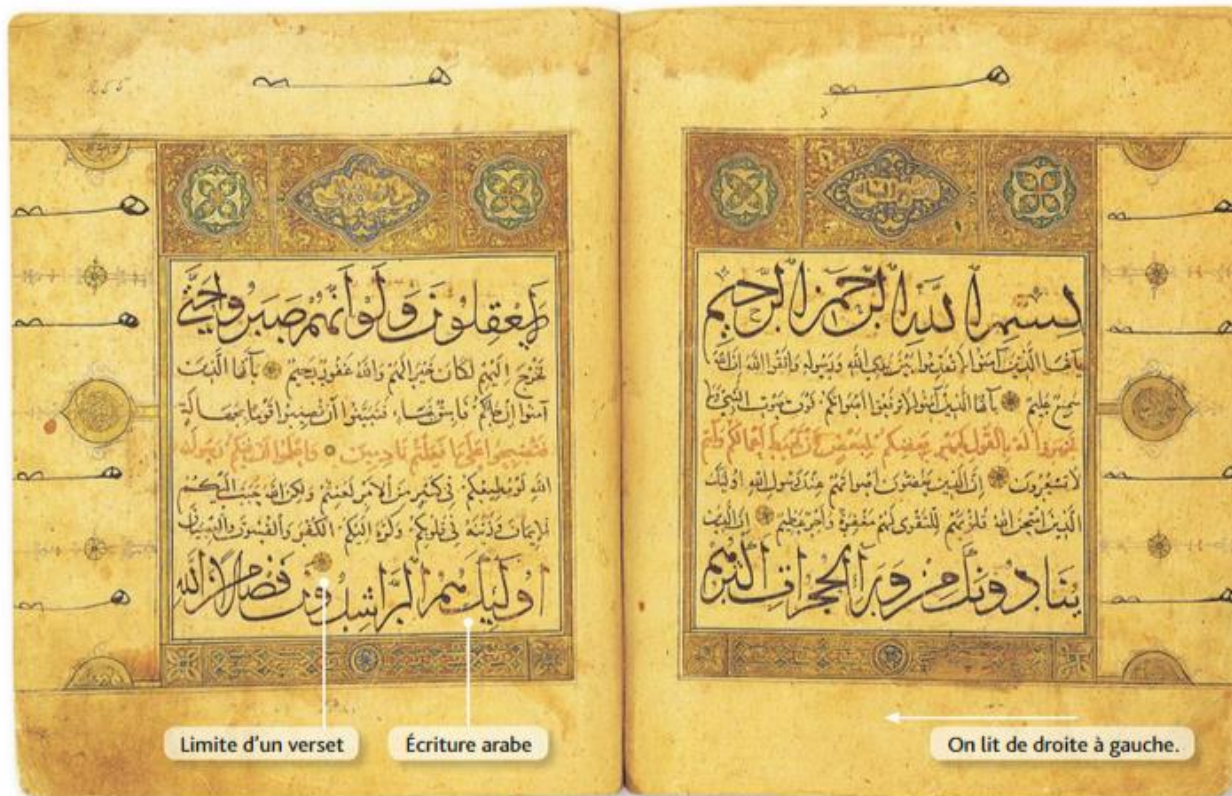 بسم الله الرحمن الرحيم
يا أيها الذين آمنوا لا تقدموا بين يدي الله ورسوله واتقوا الله إن الله
سميع عليم يا أيها الذين آمنوا لا ترفعوا أصواتكم فوق صوت النبي ولا
تجهروا له بالقول كجهر بعضكم لبعض أن تحبط أعمالكم وأنتم
لا تشعرون إن الذين يغضون أصواتهم عند رسول الله أولئك
الذين امتحن الله قلوبهم للتقوى لهم مغفرة وأجر عظيم إن الذين
ينادونك من وراء الحجرات أكثرهم
لا يعقلون ولو أنهم صبروا حتى
تخرج إليهم لكان خيرا لهم والله غفور رحيم يا أيها الذين
آمنوا إن جاءكم فاسق بنبإ فتبينوا أن تصيبوا قوما بجهالة
فتصبحوا على ما فعلتم نادمين واعلموا أن فيكم رسول
الله لو يطيعكم في كثير من الأمر لعنتم ولكن الله حبب إليكم
الإيمان وزينه في قلوبكم وكره إليكم الكفر والفسوق والعصيان
أولئك هم الراشدون فضلا من الله
Limite d'un verset
Écriture arabe
On lit de droite à gauche.